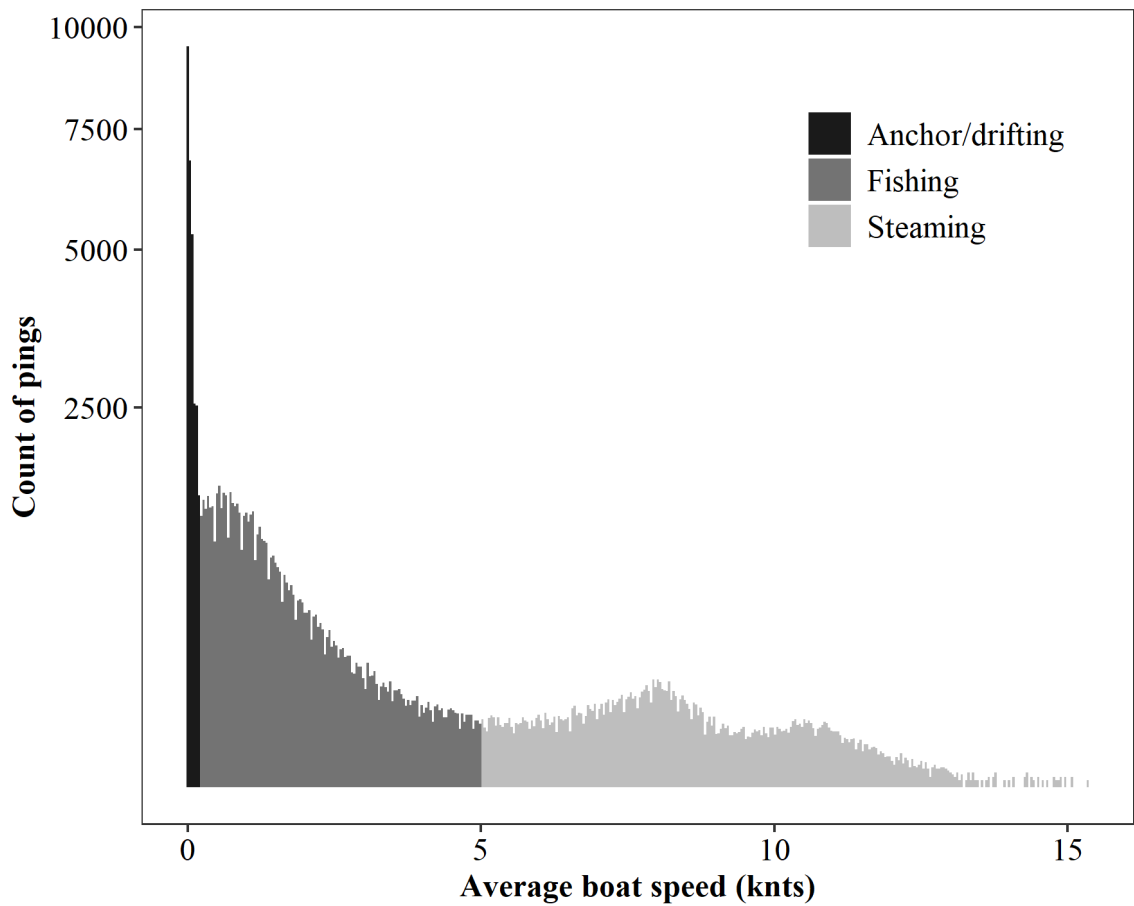 10000
7500
5000
2500
Count of pings
Anchor/drifting
Fishing
Steaming
0
5
10
15
Average boat speed (knts)